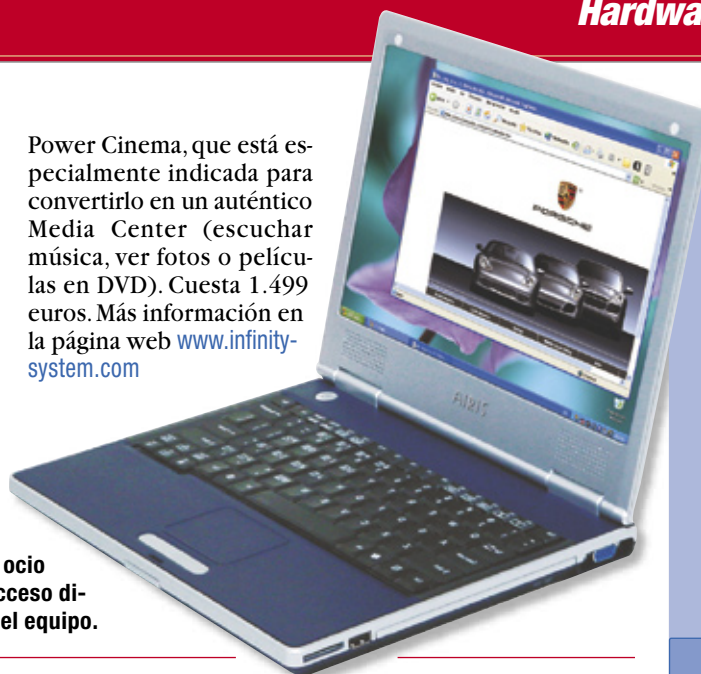 Hardwa
Power Cinema, que está es-
pecialmente indicada para
convertirlo en un auténtico
Media Center (escuchar
música, ver fotos o pelícu-
las en DVD). Cuesta 1.499
euros. Más información en
la página web www.infinity-
system.com
PORSCHE
AIRIS
ocio
cceso di-
el equipo.